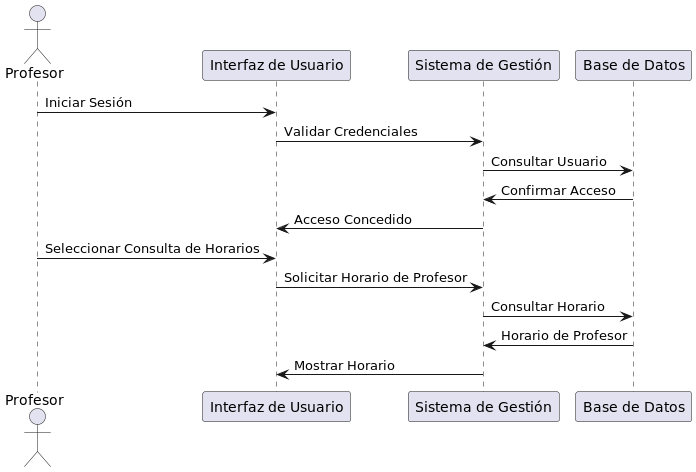 Profesor
Interfaz de Usuario
Sistema de Gestión
Base de Datos
Iniciar Sesión
Validar Credenciales
Consultar Usuario
Confirmar Acceso
Acceso Concedido
Seleccionar Consulta de Horarios
Solicitar Horario de Profesor
Consultar Horario
Horario de Profesor
Mostrar Horario
Profesor
Interfaz de Usuario
Sistema de Gestión
Base de Datos